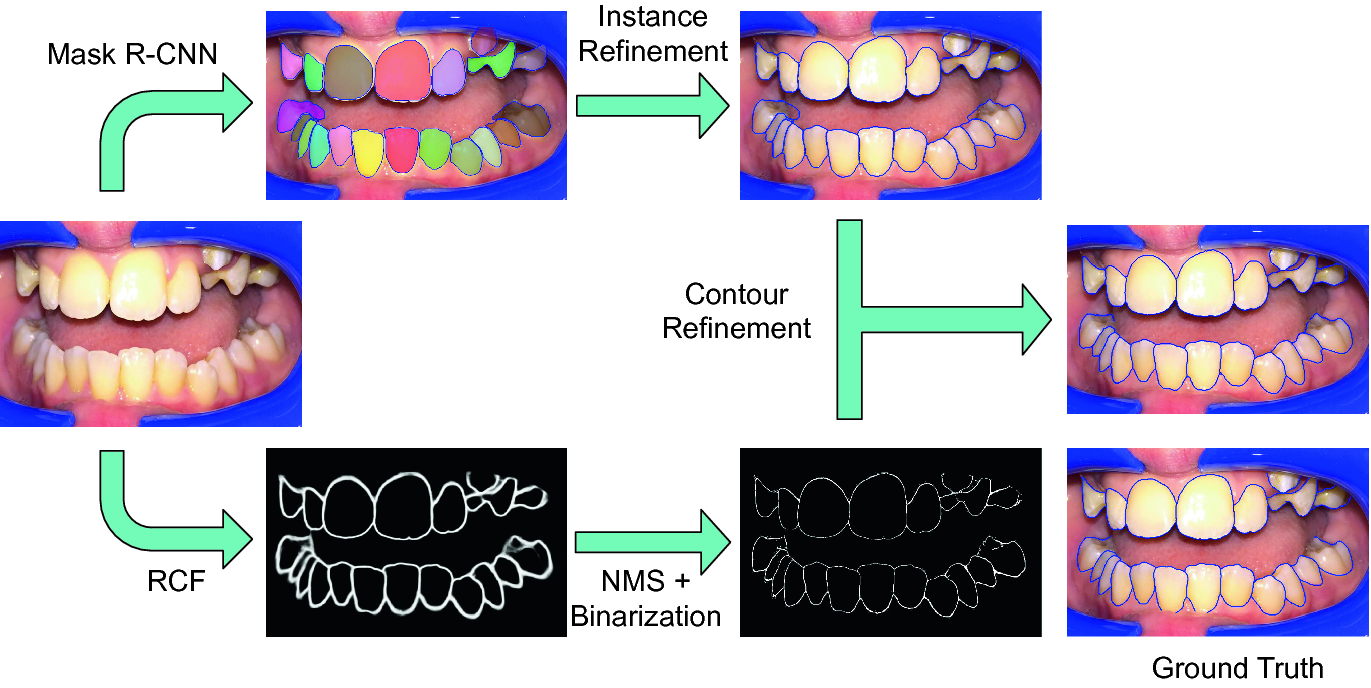 Mask R-CNN
Instance
Refinement
Contour
Refinement
RCF
NMS +
Binarization
Ground Truth